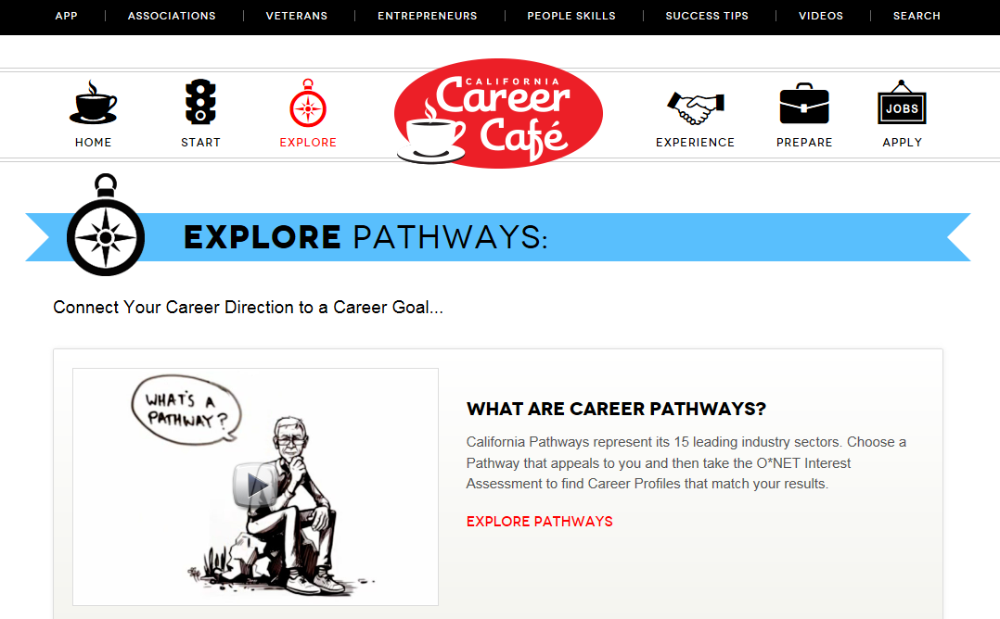 APP
ASSOCIATIONS
VETERANS
ENTREPRENEURS
PEOPLE SKILLS
SUCCESS TIPS
VIDEOS
SEARCH
HOME
START
EXPLORE
CALIFORNIA
Career
Café
EXPERIENCE
PREPARE
JOBS
APPLY
EXPLORE PATHWAYS:
Connect Your Career Direction to a Career Goal...
WHAT'S A
PATHWAY?
WHAT ARE CAREER PATHWAYS?
California Pathways represent its 15 leading industry sectors. Choose a
Pathway that appeals to you and then take the O*NET Interest
Assessment to find Career Profiles that match your results.
EXPLORE PATHWAYS